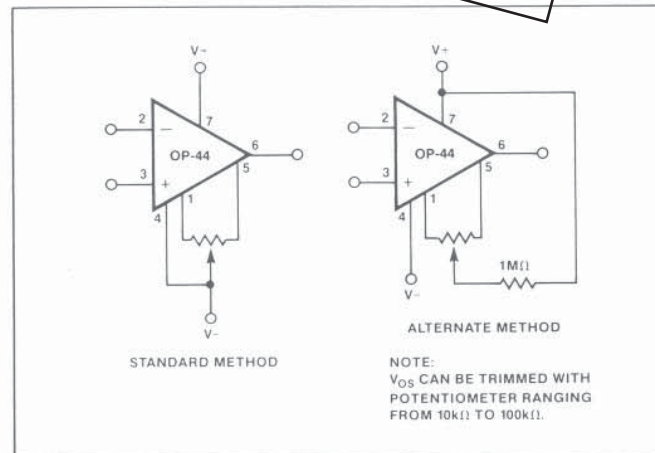 V-
2
7
OP-44
6
3
5
1
4
V-
STANDARD METHOD
V+
2
7
OP-44
6
3
5
1
4
1MΩ
V-
ALTERNATE METHOD
NOTE:
VOS CAN BE TRIMMED WITH
POTENTIOMETER RANGING
FROM 10kΩ TO 100kΩ.